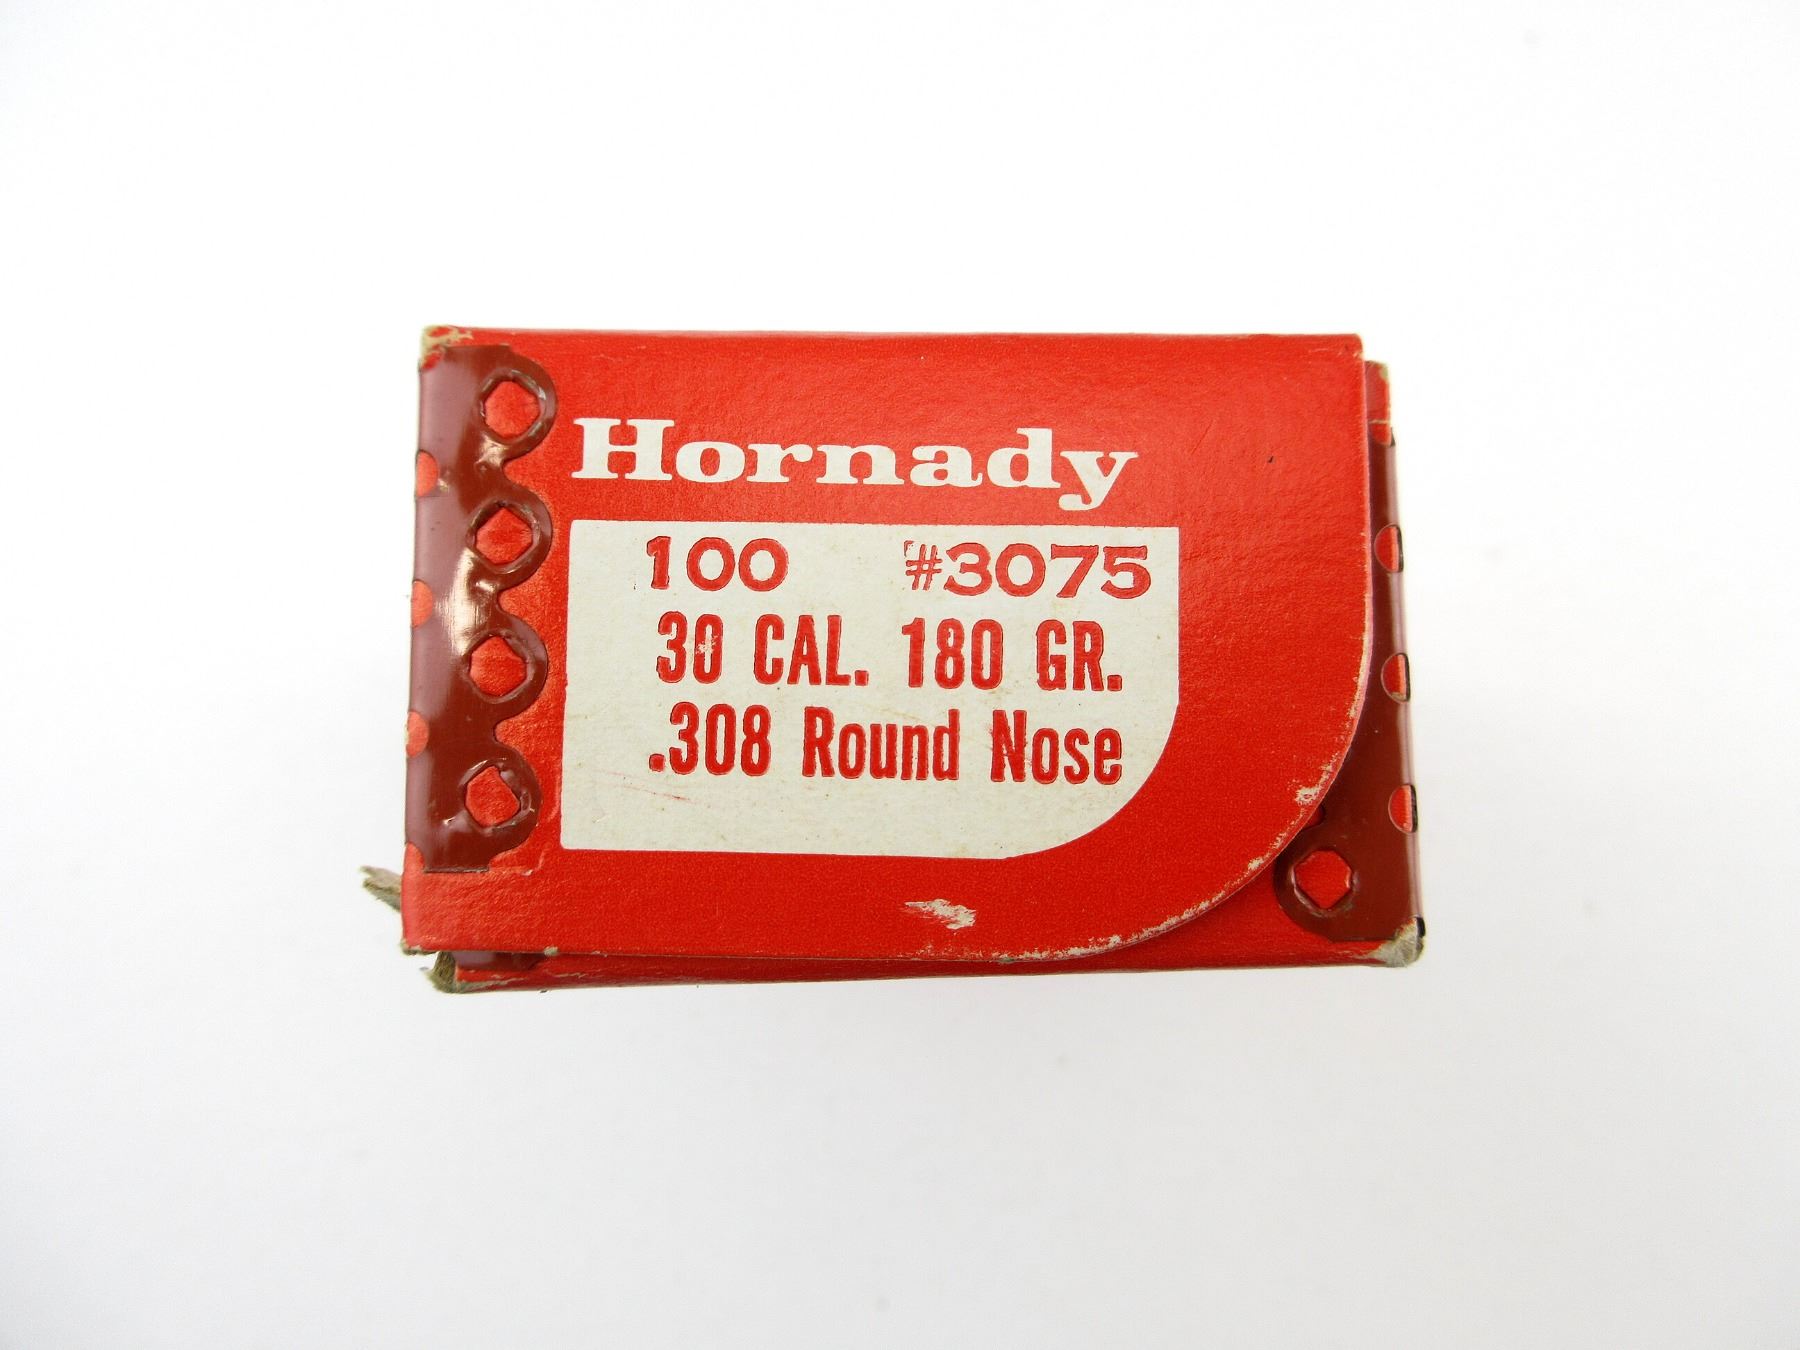 Hornady
100 #3075
30 CAL. 180 GR.
.308 Round Nose